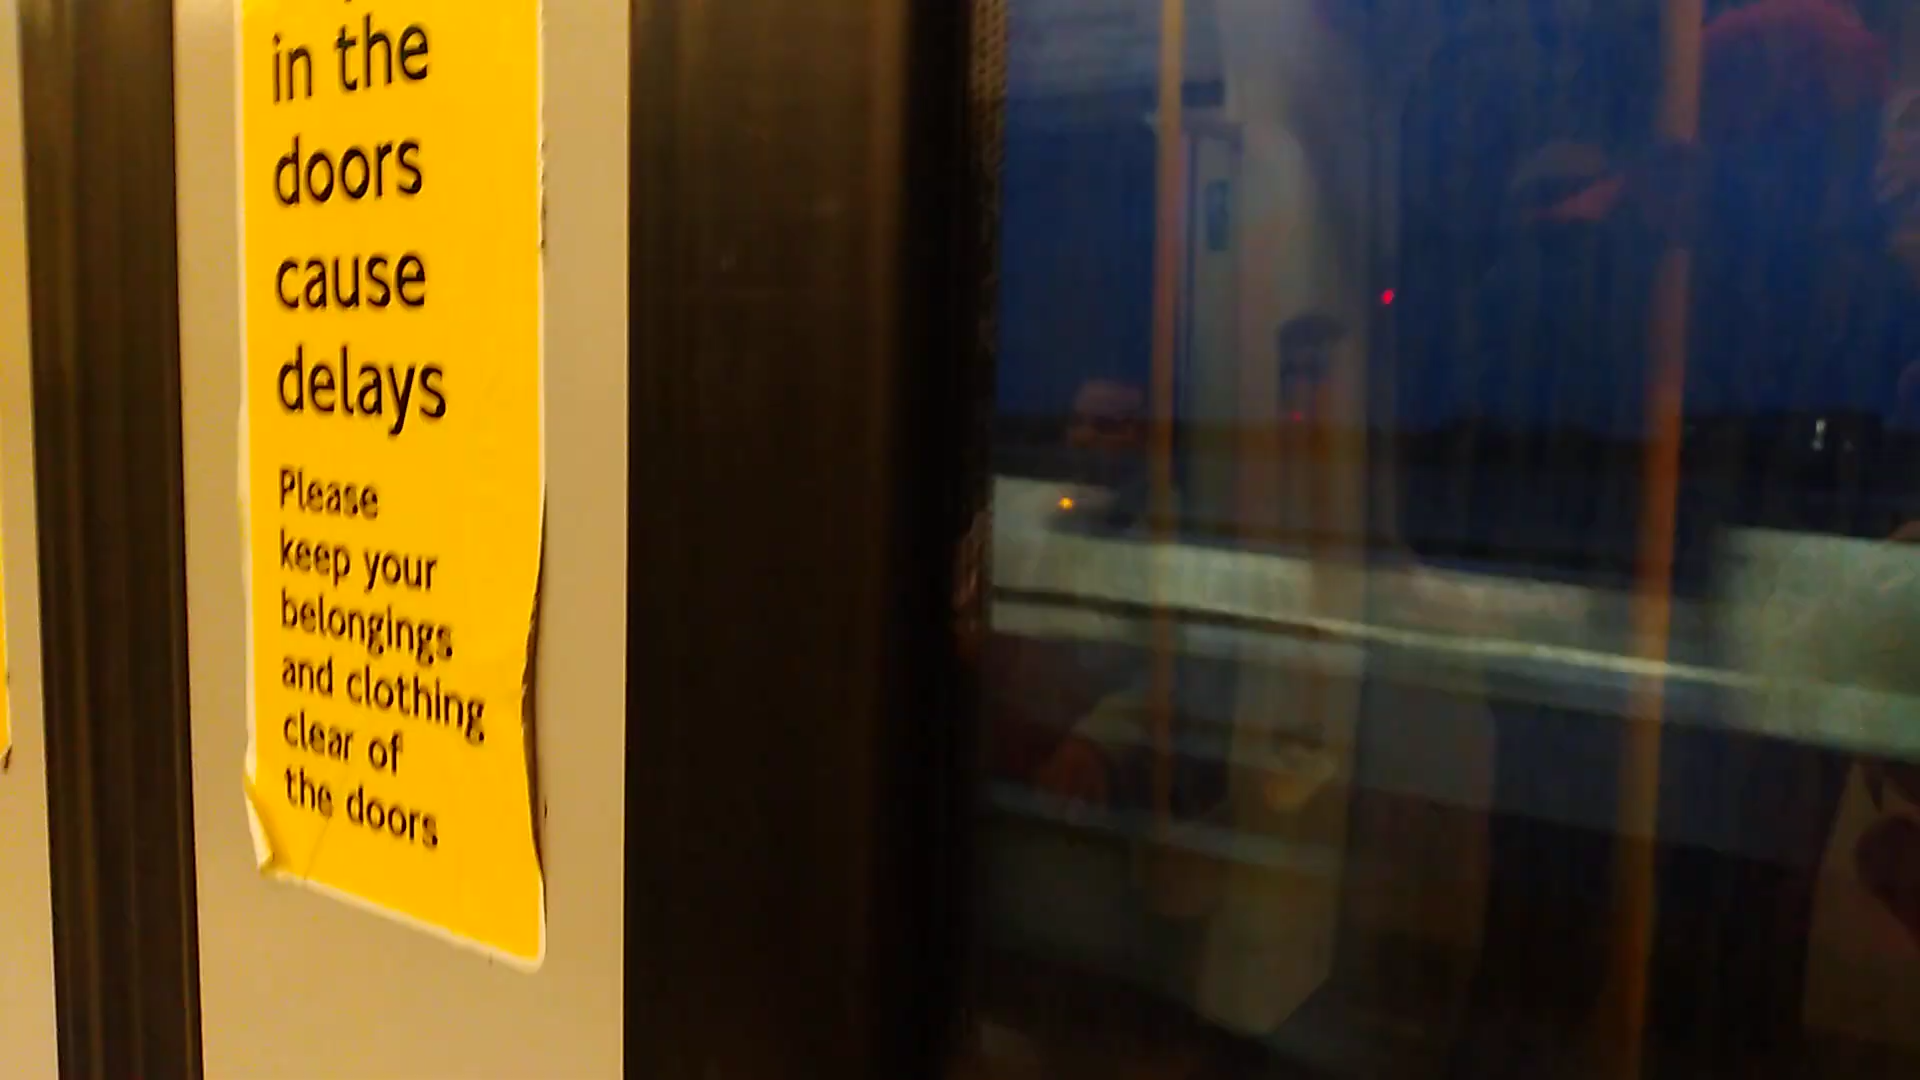 in the
doors
cause
delays
Please
keep your
belongings
and clothing
clear of
the doors